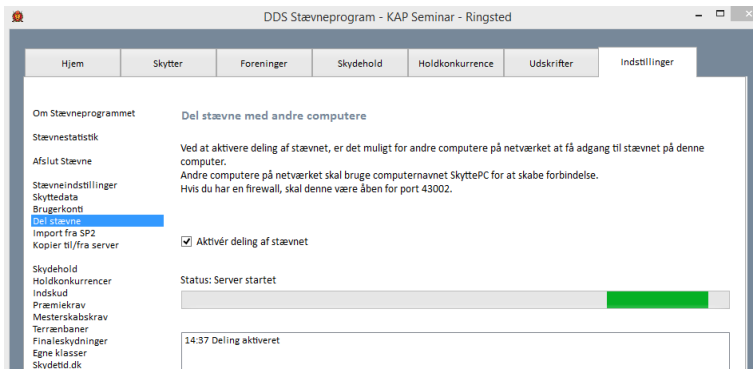 DDS Stævneprogram - KAP Seminar - Ringsted
Hjem
Skytter
Foreninger
Skydehold
Holdkonkurrence
Udskrifter
Indstillinger
Om Stævneprogrammet
Stævnestatistik
Afslut Stævne
Stævneindstillinger
Skyttedata
Brugerkonti
Del stævne
Import fra SP2
Kopier til/fra server
Skydehold
Holdkonkurrencer
Indskud
Præmiekrav
Mesterskabskrav
Terrænbaner
Finaleskydninger
Egne klasser
Skydetid.dk
Del stævne med andre computere
Ved at aktivere deling af stævnet, er det muligt for andre computere på netværket at få adgang til stævnet på denne
computer.
Andre computere på netværket skal bruge computernavnet SkyttePC for at skabe forbindelse.
Hvis du har en firewall, skal denne være åben for port 43002.
Aktivér deling af stævnet
Status: Server startet
14:37 Deling aktiveret